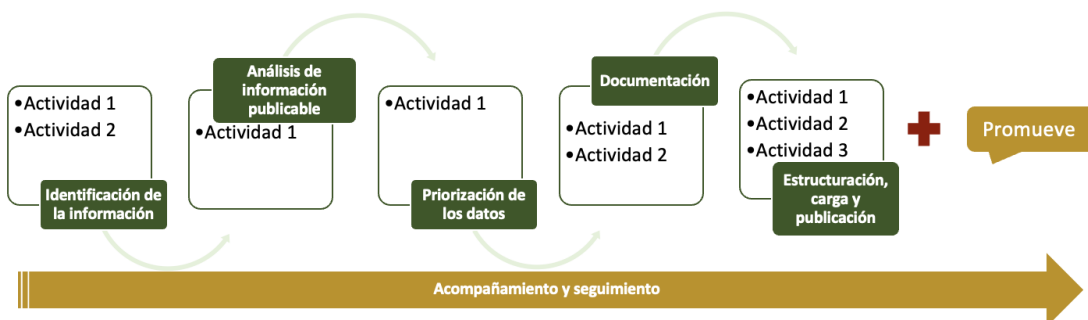 •Actividad 1
•Actividad 2
Identificación de
la información
Análisis de
información
publicable
•Actividad 1
•Actividad 1
Priorización de
los datos
Documentación
•Actividad 1
•Actividad 2
•Actividad 1
•Actividad 2
•Actividad 3
Estructuración,
carga y
publicación
Promueve
Acompañamiento y seguimiento